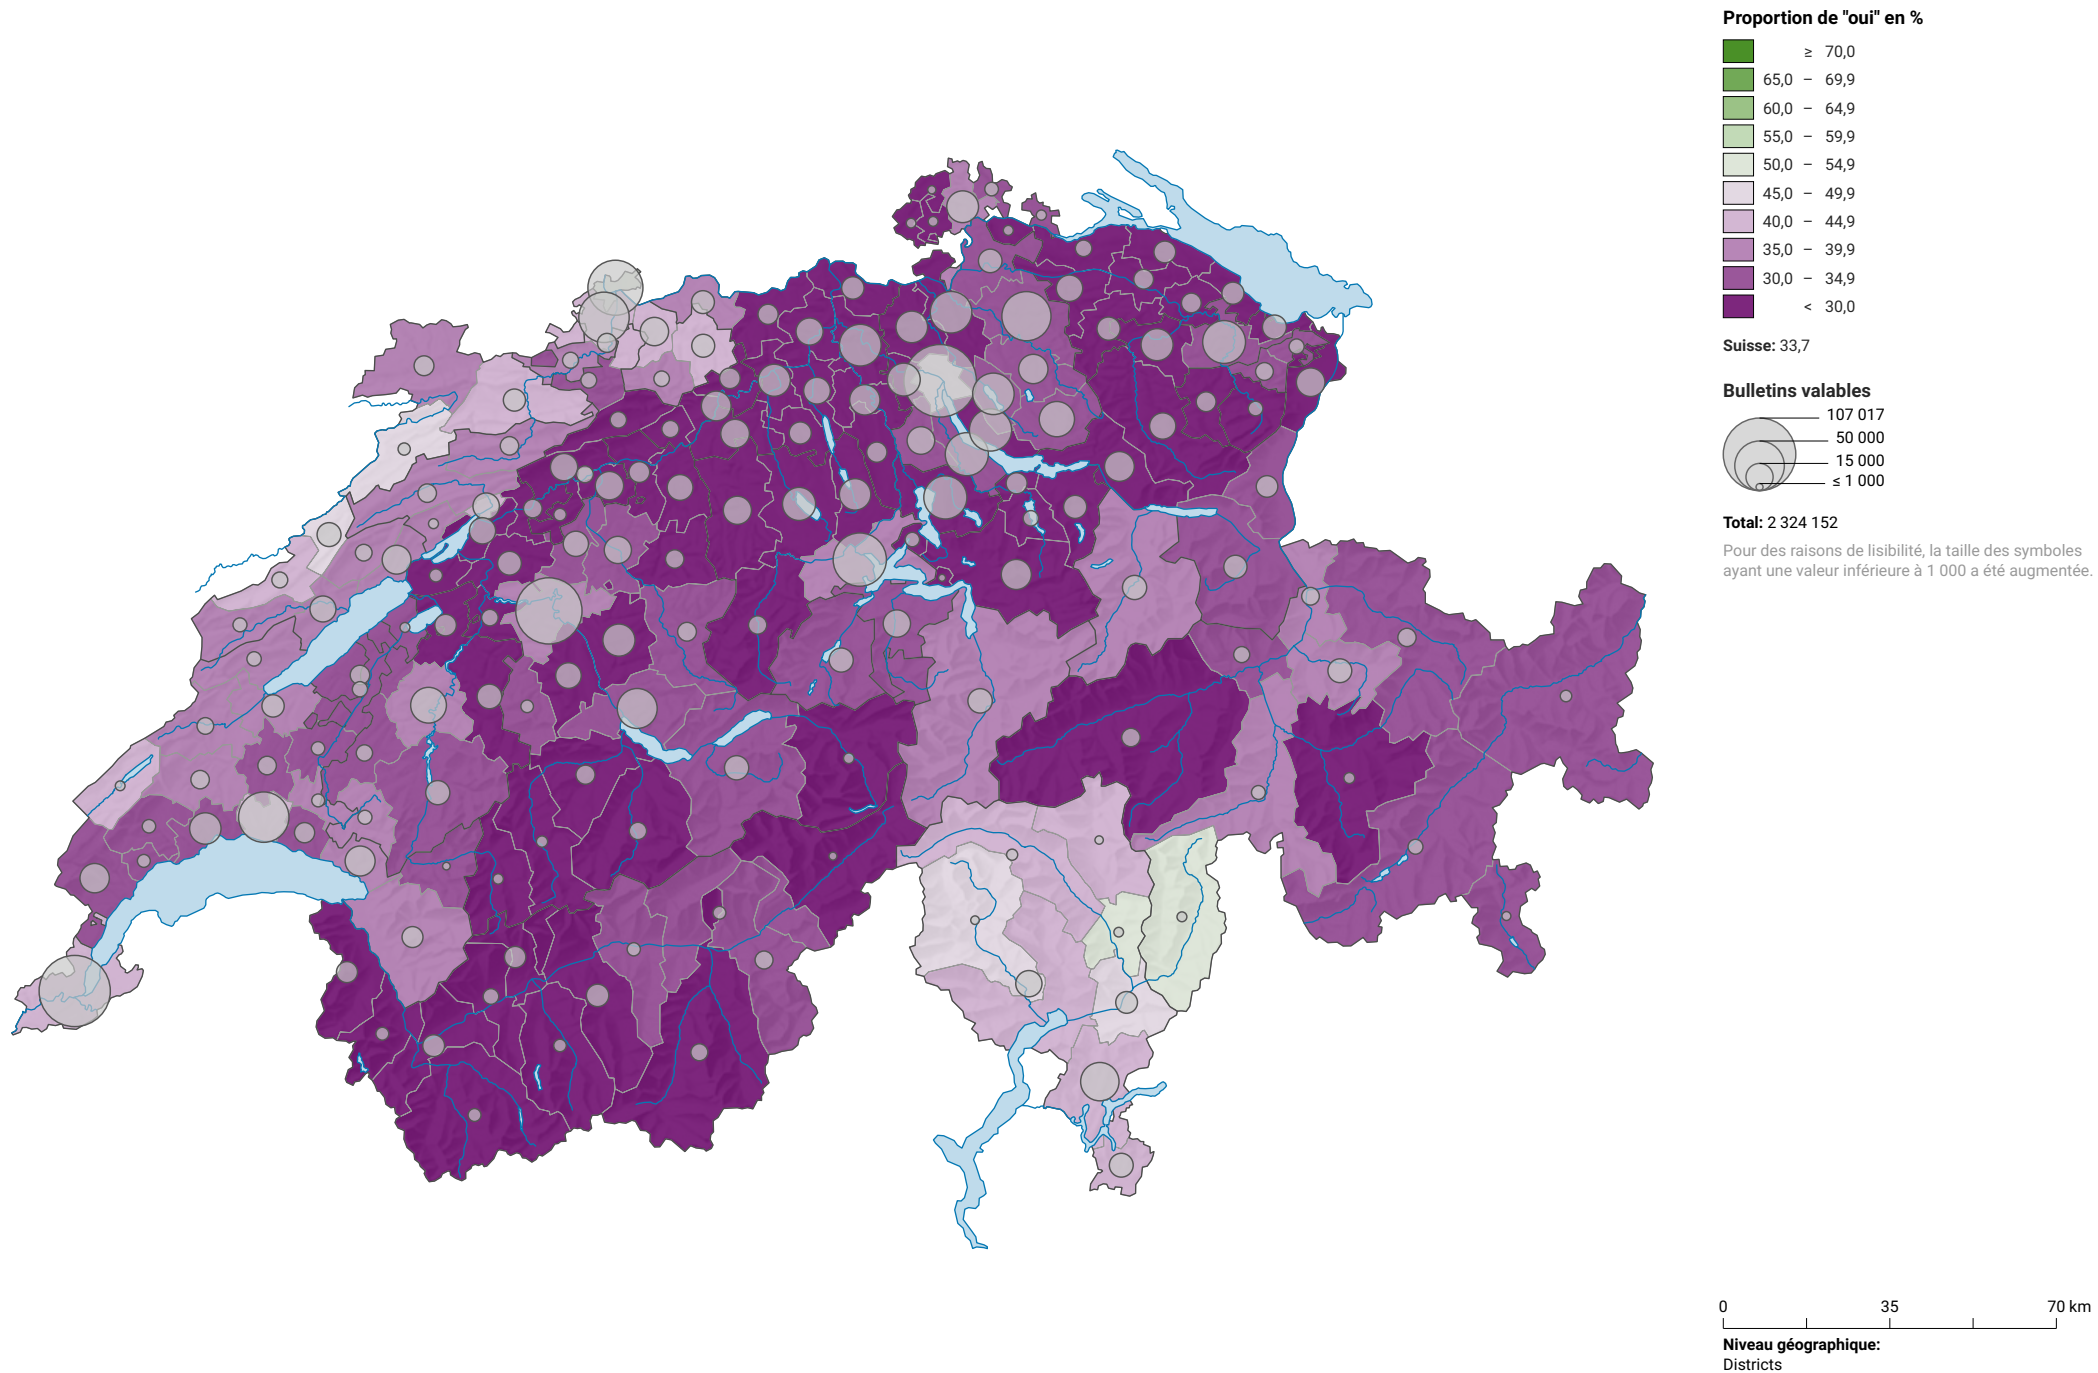 Proportion de "oui" en %
≥ 70,0
65,0 – 69,9
60,0 – 64,9
55,0 – 59,9
50,0 – 54,9
45,0 – 49,9
40,0 – 44,9
35,0 – 39,9
30,0 – 34,9
< 30,0
Suisse: 33,7
Bulletins valables
107 017
50 000
15 000
≤ 1 000
Total: 2 324 152
Pour des raisons de lisibilité, la taille des symboles
ayant une valeur inférieure à 1 000 a été augmentée.
0 35 70 km
Niveau géographique:
Districts